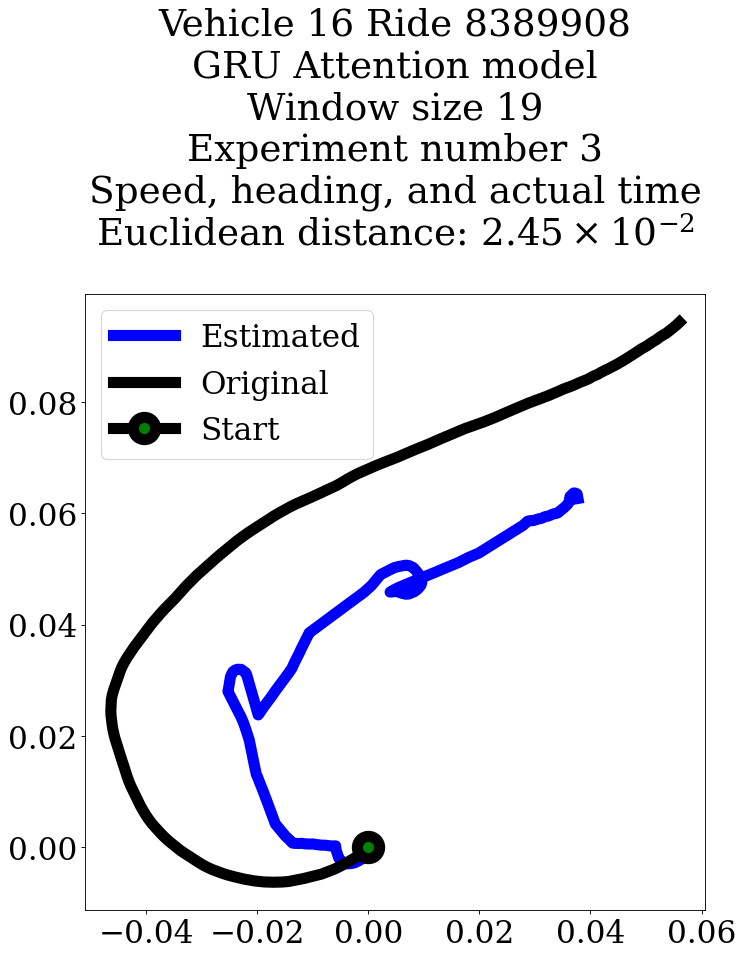 Vehicle 16 Ride 8389908
GRU Attention model
Window size 19
Experiment number 3
Speed, heading, and actual time
Euclidean distance: 2.45 × 10⁻²
Estimated
Original
Start
0.08
0.06
0.04
0.02
0.00
−0.04 −0.02 0.00 0.02 0.04 0.06